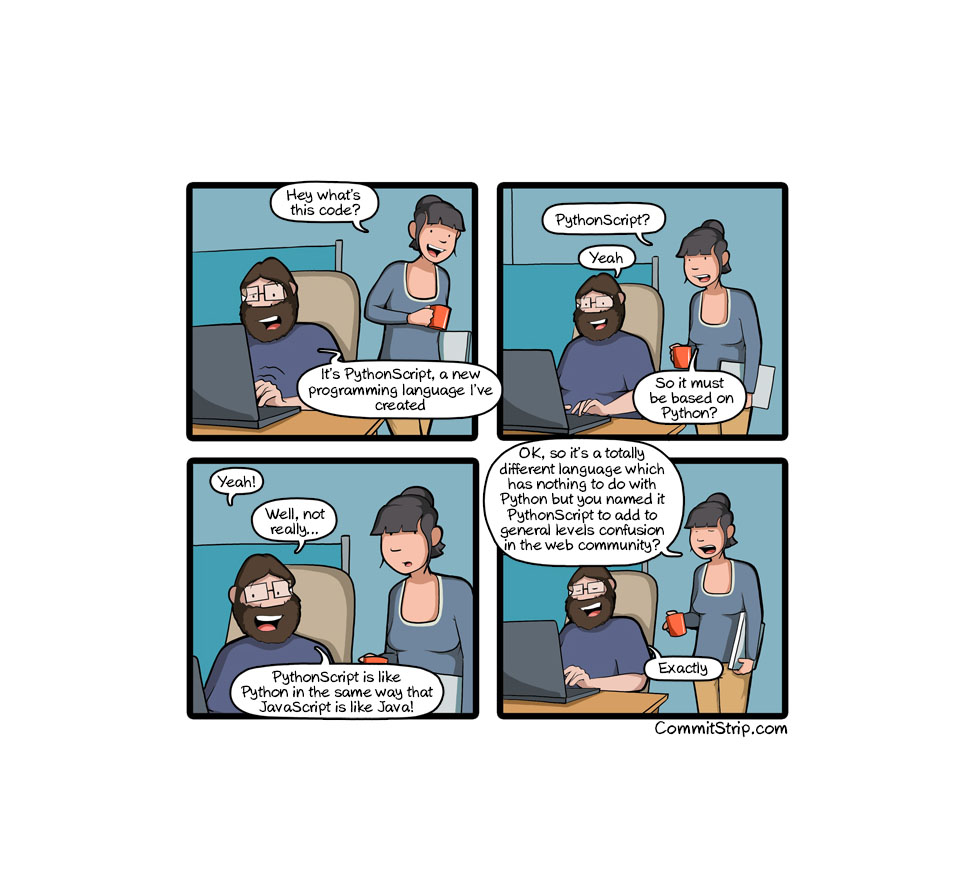 Hey what's
this code?
It's PythonScript, a new
programming language I've
created
PythonScript?
Yeah
So it must
be based on
Python?
Yeah!
Well, not
really...
PythonScript is like
Python in the same way that
JavaScript is like Java!
OK, so it's a totally
different language which
has nothing to do with
Python but you named it
PythonScript to add to
general levels confusion
in the web community?
Exactly
CommitStrip.com